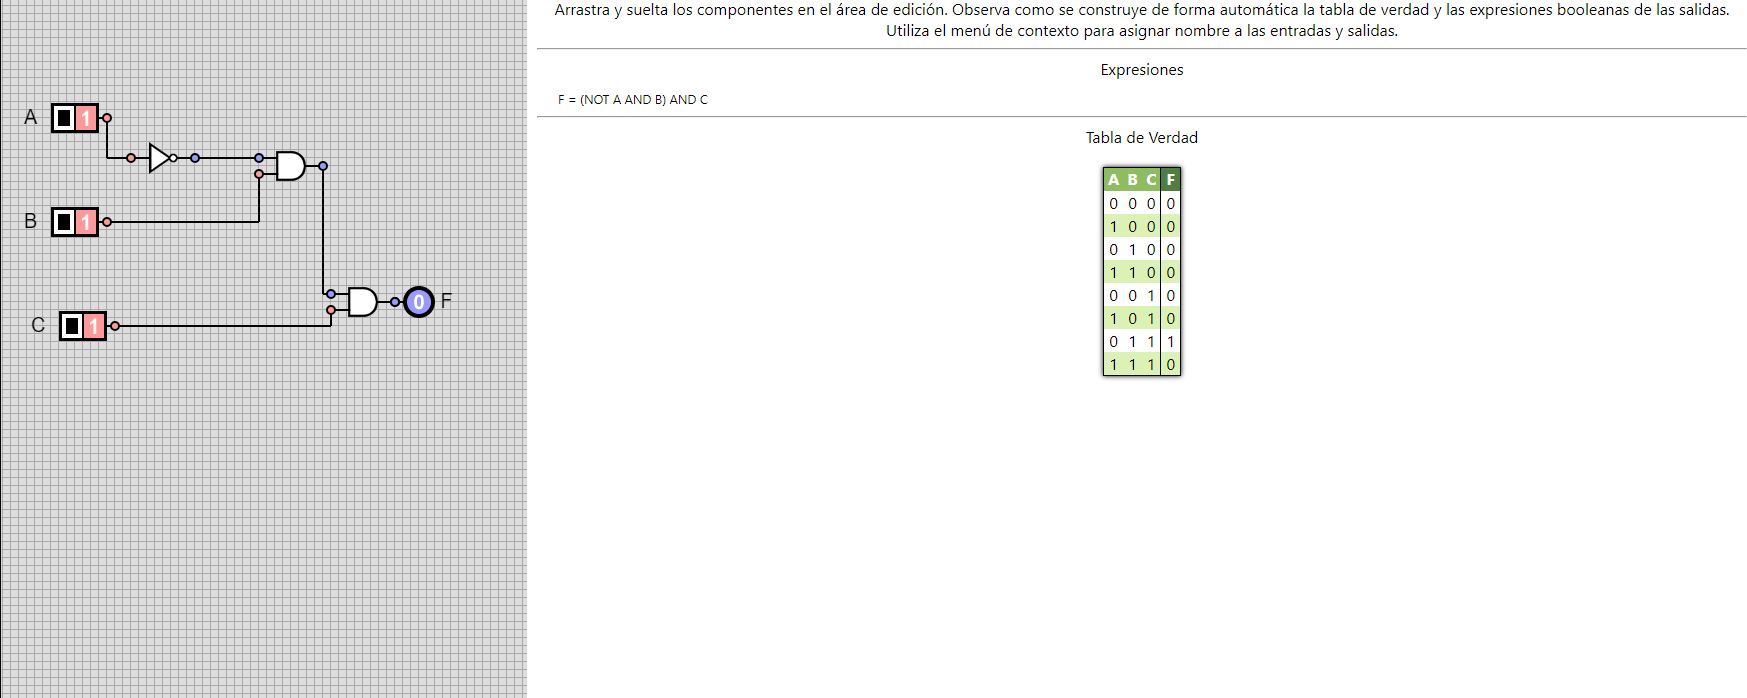 Arrastra y suelta los componentes en el área de edición. Observa como se construye de forma automática la tabla de verdad y las expresiones booleanas de las salidas.
Utiliza el menú de contexto para asignar nombre a las entradas y salidas.
Expresiones
F = (NOT A AND B) AND C
Tabla de Verdad
A B C F
0 0 0 0
1 0 0 0
0 1 0 0
1 1 0 0
0 0 1 0
1 0 1 0
0 1 1 1
1 1 1 0
A 1
B 1
0 F
C 1